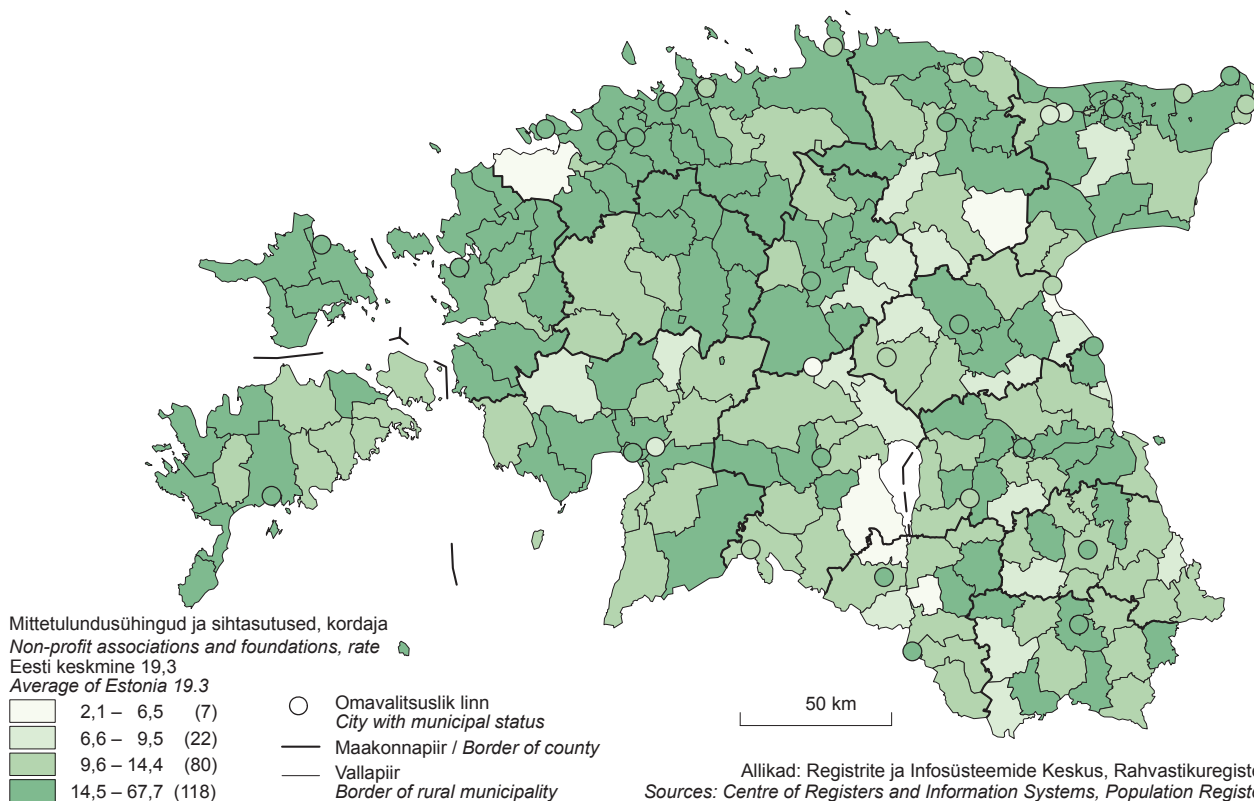 Mittetulundusühingud ja sihtasutused, kordaja
Non-profit associations and foundations, rate
Eesti keskmine 19,3
Average of Estonia 19.3
2,1 – 6,5 (7)
6,6 – 9,5 (22)
9,6 – 14,4 (80)
14,5 – 67,7 (118)
Omavalitsuslik linn
City with municipal status
Maakonnapiir / Border of county
Vallapiir
Border of rural municipality
50 km
Allikad: Registrite ja Infosüsteemide Keskus, Rahvastikuregiste
Sources: Centre of Registers and Information Systems, Population Registe